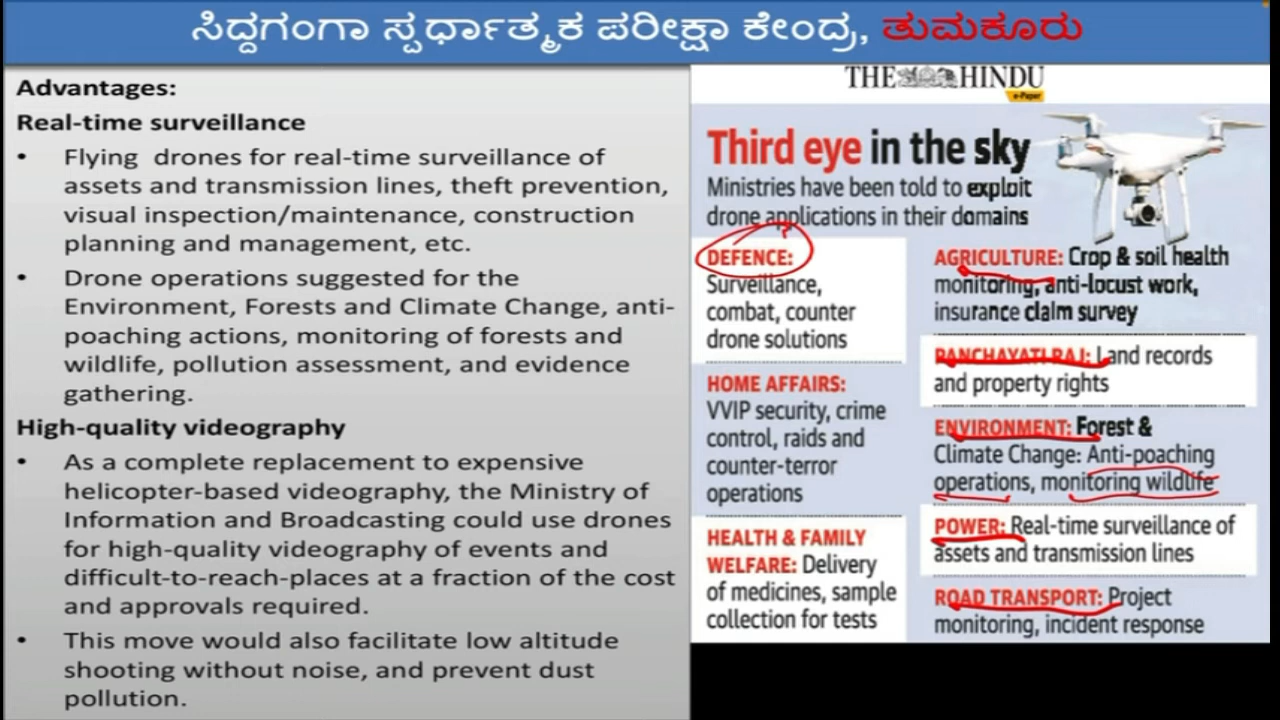 ಸಿದ್ದಗಂಗಾ ಸ್ಪರ್ಧಾತ್ಮಕ ಪರೀಕ್ಷಾ ಕೇಂದ್ರ, ತುಮಕೂರು
Advantages:
Real-time surveillance
• Flying drones for real-time surveillance of
assets and transmission lines, theft prevention,
visual inspection/maintenance, construction
planning and management, etc.
• Drone operations suggested for the
Environment, Forests and Climate Change, anti-
poaching actions, monitoring of forests and
wildlife, pollution assessment, and evidence
gathering.
High-quality videography
• As a complete replacement to expensive
helicopter-based videography, the Ministry of
Information and Broadcasting could use drones
for high-quality videography of events and
difficult-to-reach-places at a fraction of the cost
and approvals required.
• This move would also facilitate low altitude
shooting without noise, and prevent dust
pollution.
THE HINDU
e-Paper
Third eye in the sky
Ministries have been told to exploit
drone applications in their domains
DEFENCE:
Surveillance,
combat, counter
drone solutions
HOME AFFAIRS:
VVIP security, crime
control, raids and
counter-terror
operations
HEALTH & FAMILY
WELFARE: Delivery
of medicines, sample
collection for tests
AGRICULTURE: Crop & soil health
monitoring, anti-locust work,
insurance claim survey
PANCHAYATI RAJ: Land records
and property rights
ENVIRONMENT: Forest &
Climate Change: Anti-poaching
operations, monitoring wildlife
POWER: Real-time surveillance of
assets and transmission lines
ROAD TRANSPORT: Project
monitoring, incident response